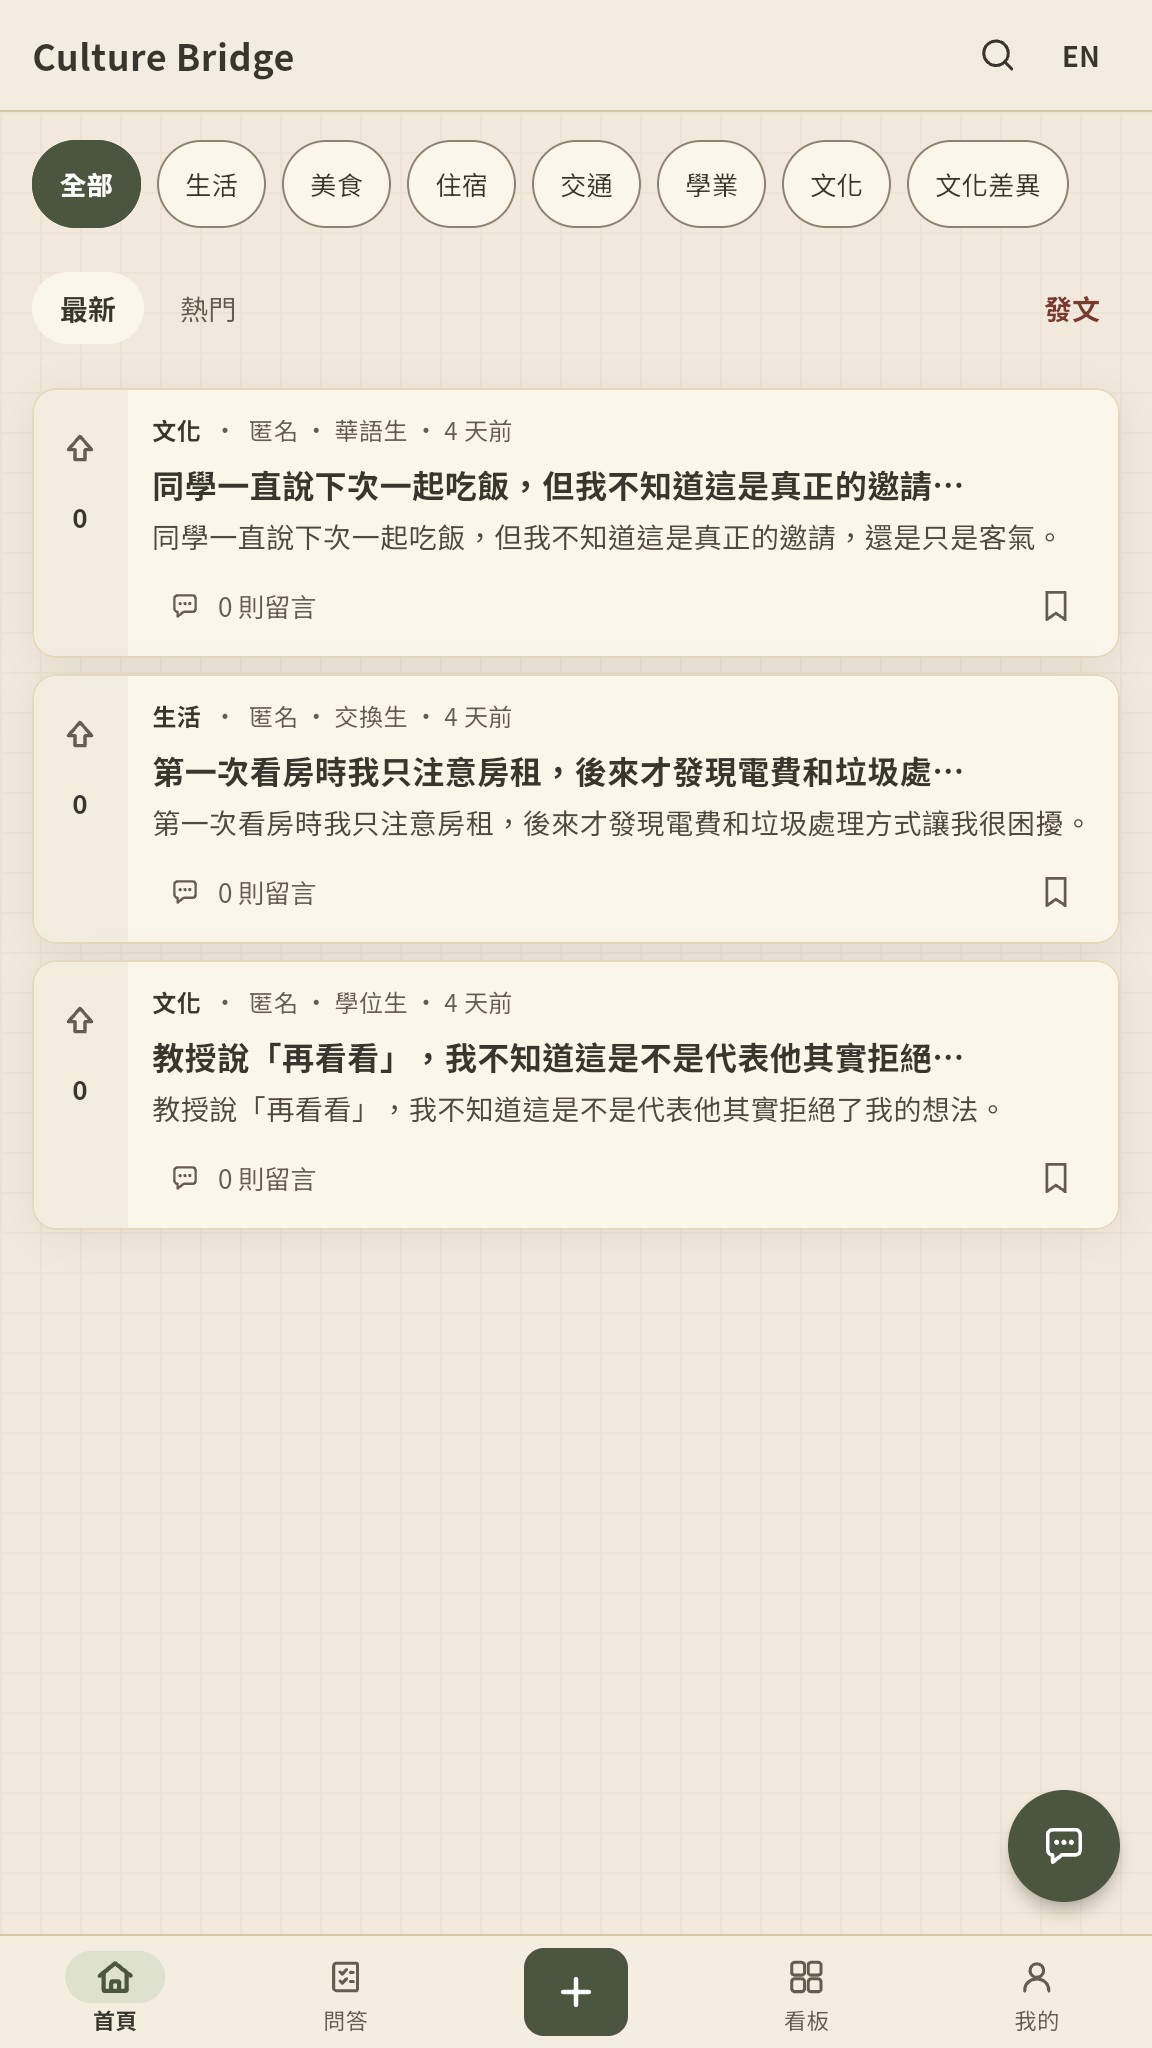 Culture Bridge
EN
全部 生活 美食 住宿 交通 學業 文化 文化差異
最新 熱門 發文
文化 • 匿名 • 華語生 • 4 天前
同學一直說下次一起吃飯，但我不知道這是真正的邀請…
同學一直說下次一起吃飯，但我不知道這是真正的邀請，還是只是客氣。
0
0 則留言
生活 • 匿名 • 交換生 • 4 天前
第一次看房時我只注意房租，後來才發現電費和垃圾處…
第一次看房時我只注意房租，後來才發現電費和垃圾處理方式讓我很困擾。
0
0 則留言
文化 • 匿名 • 學位生 • 4 天前
教授說「再看看」，我不知道這是不是代表他其實拒絕…
教授說「再看看」，我不知道這是不是代表他其實拒絕了我的想法。
0
0 則留言
首頁 問答 看板 我的